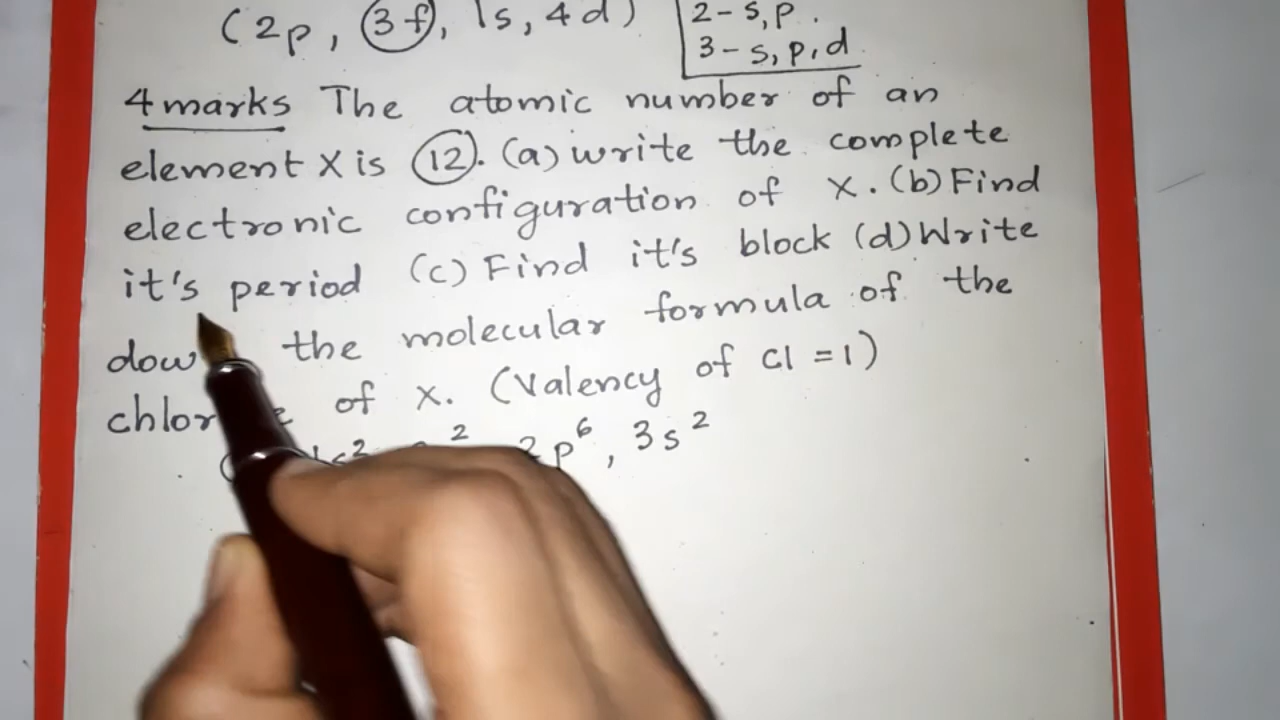 (2p, 3f, 1s, 4d)
2 - s, p.
3 - s, p, d
4 marks The atomic number of an
element X is 12. (a) write the complete
electronic configuration of X. (b) Find
it's period (c) Find it's block (d) Write
the molecular formula of the
of X. (Valency of Cl = 1)
2p⁶, 3s²